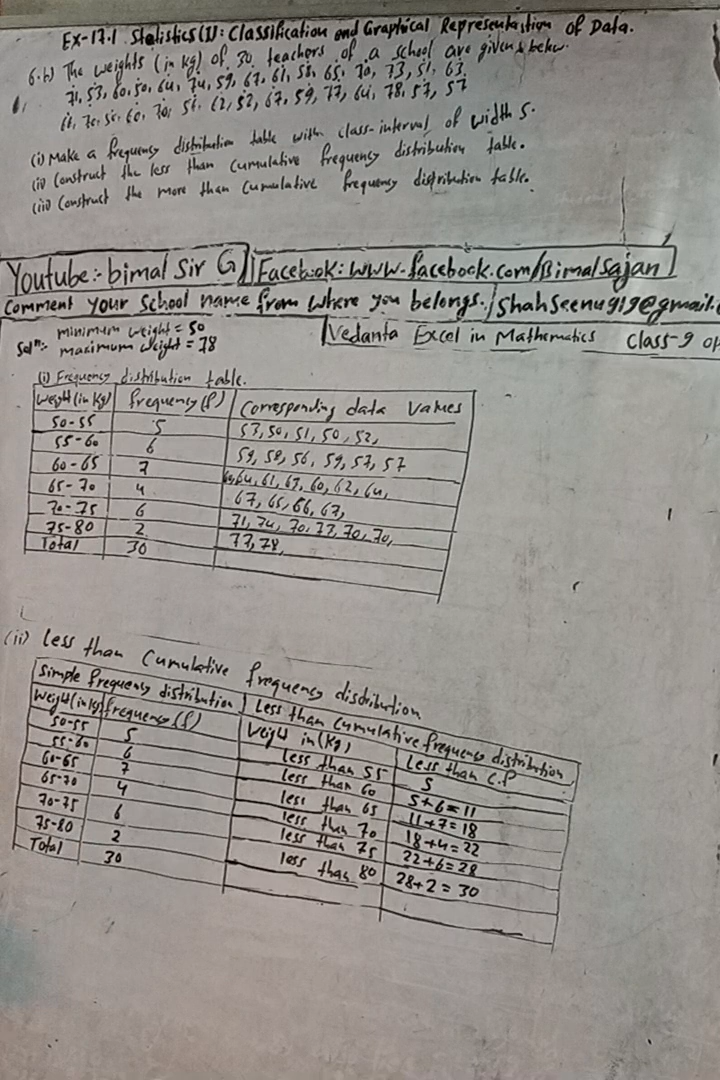 Ex-17.1 Statistics (I): Classification and Graphical Representation of Data.
6.b) The weights (in kg) of 30 teachers of a school are given below.
71, 53, 60, 50, 64, 74, 59, 67, 61, 58, 65, 70, 73, 51, 63
70, 50, 62, 52, 67, 59, 77, 64, 78, 57, 57
(i) Make a frequency distribution table with class-interval of width 5.
(ii) Construct the less than cumulative frequency distribution table.
(iii) Construct the more than cumulative frequency distribution table.
Youtube:- bimal Sir G | Facebook: www.facebook.com/Bimalsajan
Comment your School name from where you belongs. / shahseenu919@gmail.
Solⁿ: minimum weight = 50
maximum weight = 78
Vedanta Excel in Mathematics class-9 of
(i) Frequency distribution table.
Weight (in kg) frequency (f) Corresponding data values
50-55 5 53, 50, 51, 50, 52,
55-60 6 59, 58, 56, 59, 57, 57
60-65 7 60, 64, 61, 63, 60, 62, 64,
65-70 4 67, 65, 66, 67,
70-75 6 71, 74, 70, 73, 70, 70,
75-80 2 77, 78,
Total 30
(ii) Less than Cumulative frequency disdribution
Simple frequency distribution Less than cumulative frequency distribution
Weight (in kg) frequency (f) Weight in (Kg) Less than C.F
50-55 5 less than 55 5
55-60 6 less than 60 5+6=11
60-65 7 less than 65 11+7=18
65-70 4 less than 70 18+4=22
70-75 6 less than 75 22+6=28
75-80 2 less than 80 28+2=30
Total 30